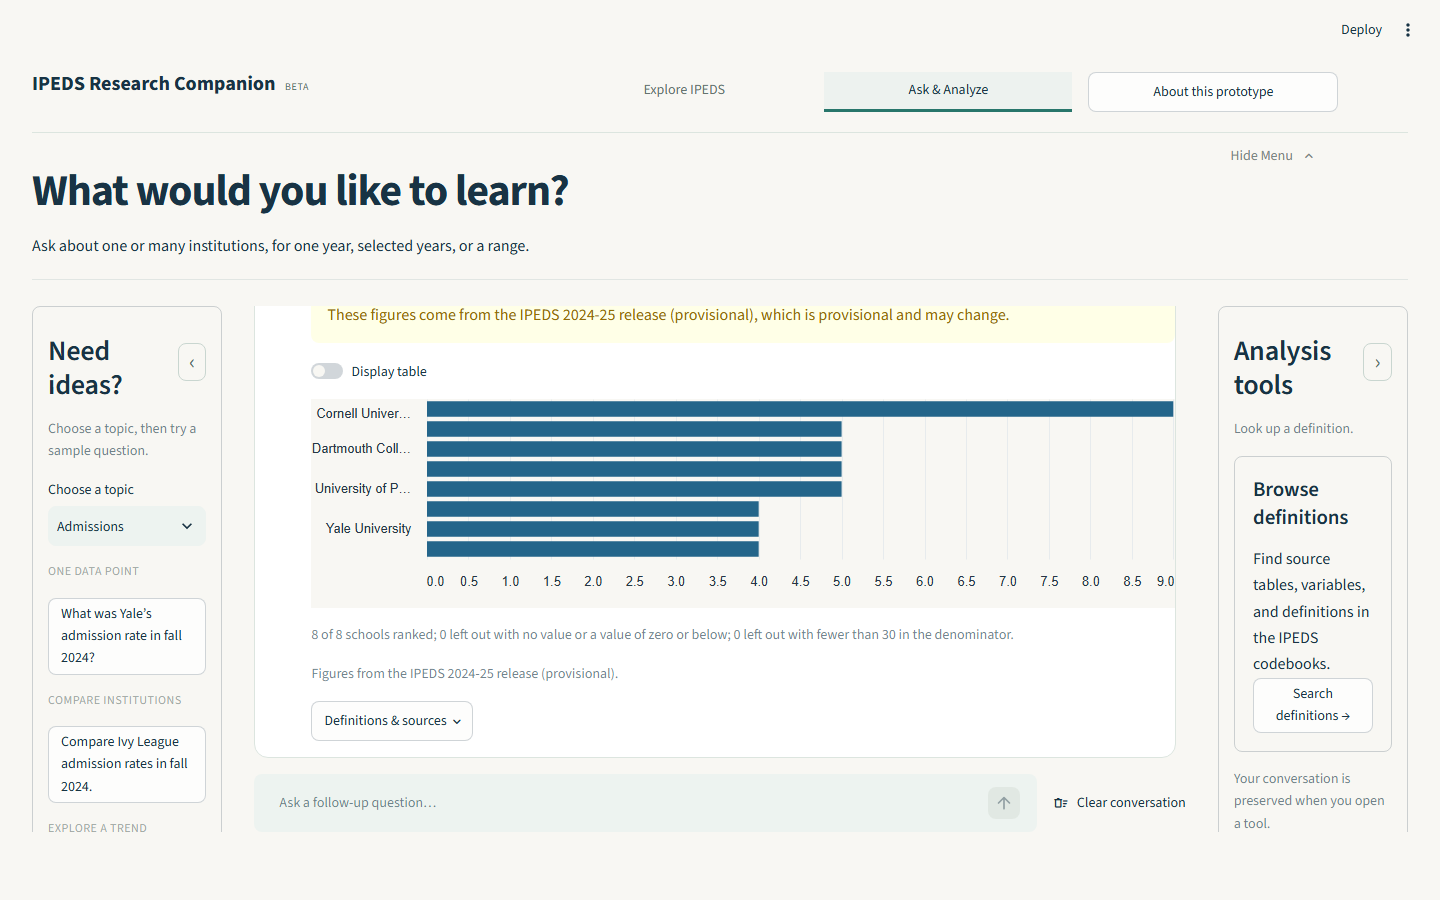 Deploy
IPEDS Research Companion BETA
Explore IPEDS
Ask & Analyze
About this prototype
Hide Menu
What would you like to learn?
Ask about one or many institutions, for one year, selected years, or a range.
Need
ideas?
Choose a topic, then try a
sample question.
Choose a topic
Admissions
ONE DATA POINT
What was Yale’s
admission rate in fall
2024?
COMPARE INSTITUTIONS
Compare Ivy League
admission rates in fall
2024.
EXPLORE A TREND
These figures come from the IPEDS 2024-25 release (provisional), which is provisional and may change.
Display table
Cornell Univer…
Dartmouth Coll…
University of P…
Yale University
0.0 0.5 1.0 1.5 2.0 2.5 3.0 3.5 4.0 4.5 5.0 5.5 6.0 6.5 7.0 7.5 8.0 8.5 9.0
8 of 8 schools ranked; 0 left out with no value or a value of zero or below; 0 left out with fewer than 30 in the denominator.
Figures from the IPEDS 2024-25 release (provisional).
Definitions & sources
Ask a follow-up question…
Clear conversation
Analysis
tools
Look up a definition.
Browse
definitions
Find source
tables, variables,
and definitions in
the IPEDS
codebooks.
Search
definitions →
Your conversation is
preserved when you open
a tool.